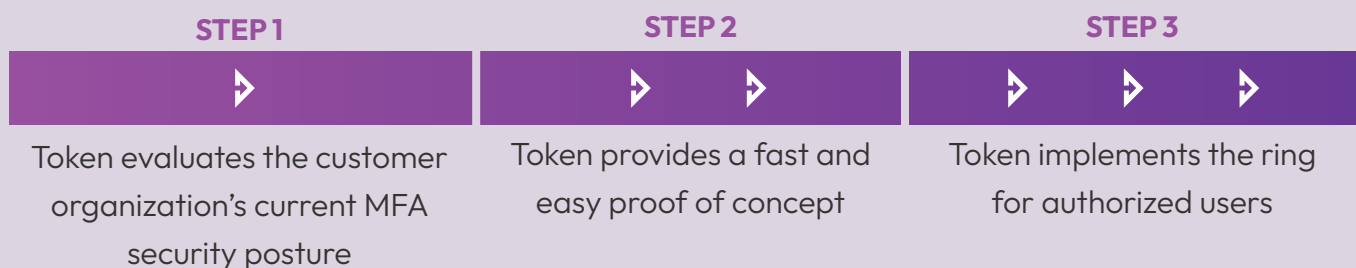 STEP 1
Token evaluates the customer
organization’s current MFA
security posture
STEP 2
Token provides a fast and
easy proof of concept
STEP 3
Token implements the ring
for authorized users